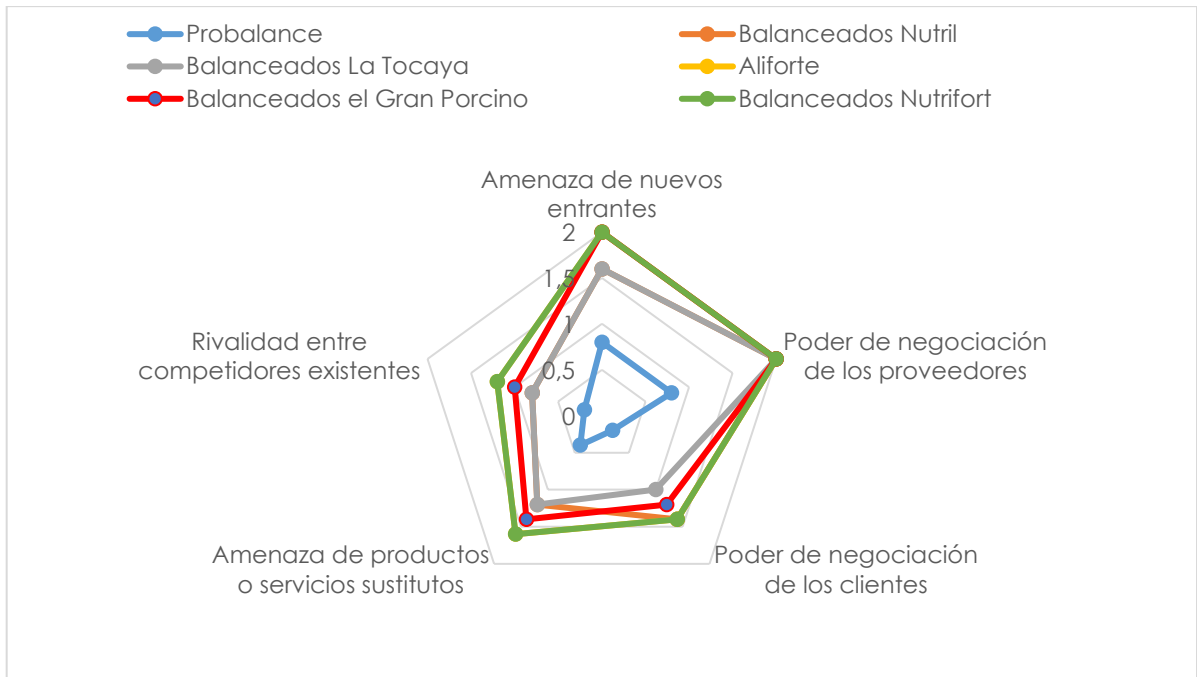 Probalance
Balanceados Nutril
Balanceados La Tocaya
Aliforte
Balanceados el Gran Porcino
Balanceados Nutrifort
Amenaza de nuevos
entrantes
2
1,5
1
0,5
0
Poder de negociación
de los proveedores
Poder de negociación
de los clientes
Amenaza de productos
o servicios sustitutos
Rivalidad entre
competidores existentes